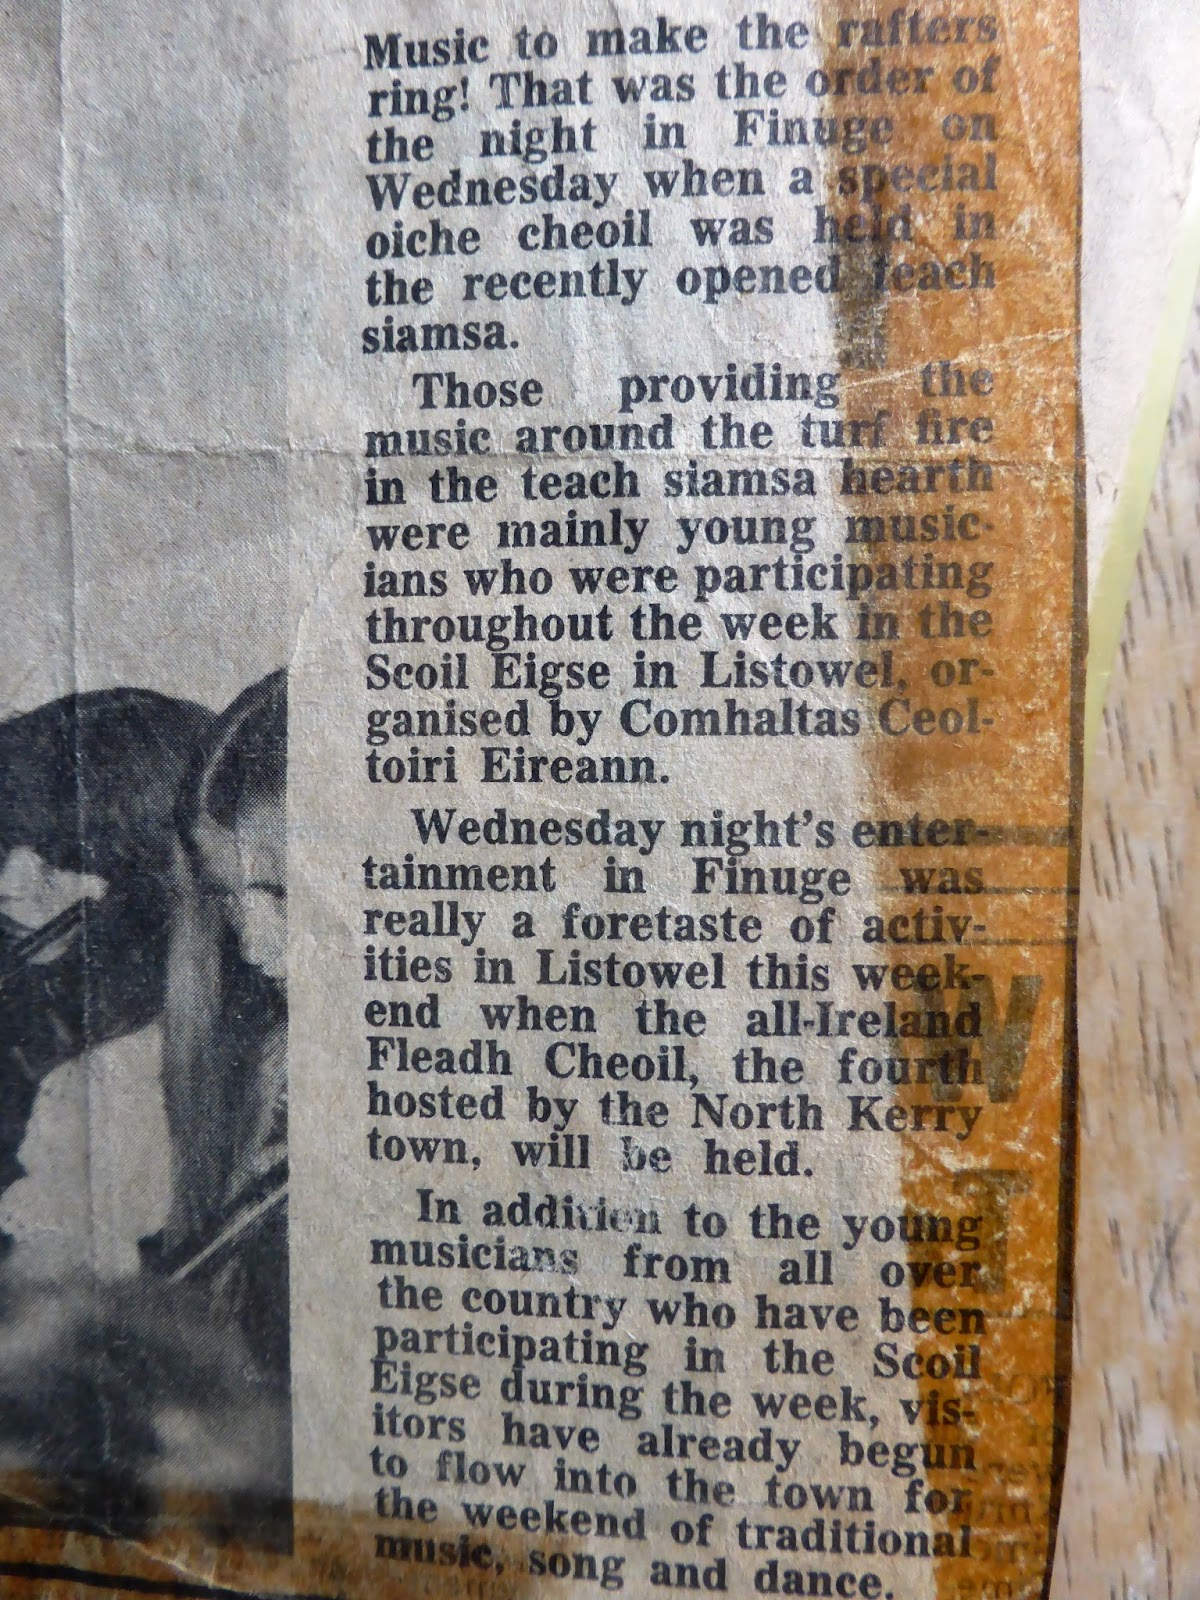 Music to make the rafters
ring! That was the order of
the night in Finuge on
Wednesday when a special
oiche cheoil was held in
the recently opened teach
siamsa.
Those providing the
music around the turf fire
in the teach siamsa hearth
were mainly young music-
ians who were participating
throughout the week in the
Scoil Eigse in Listowel, or-
ganised by Comhaltas Ceol-
toiri Eireann.
Wednesday night's enter-
tainment in Finuge was
really a foretaste of activ-
ities in Listowel this week-
end when the all-Ireland
Fleadh Cheoil, the fourth
hosted by the North Kerry
town, will be held.
In addition to the young
musicians from all over
the country who have been
participating in the Scoil
Eigse during the week, vis-
itors have already begun
to flow into the town for
the weekend of traditional
music, song and dance.